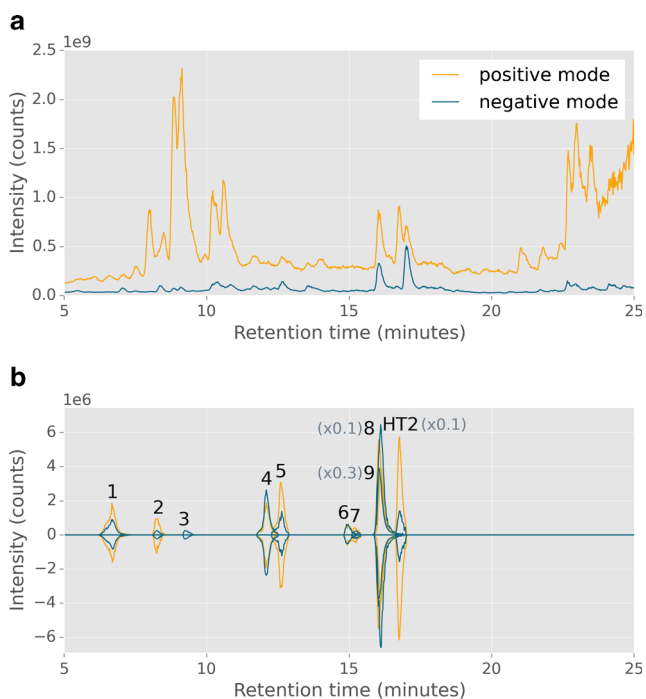 a
1e9
2.5
2.0
1.5
1.0
0.5
0.0
Intensity (counts)
positive mode
negative mode
5 10 15 20 25
Retention time (minutes)
b
1e6
6
4
2
0
−2
−4
−6
Intensity (counts)
(x0.1) 8 HT2 (x0.1)
(x0.3) 9
1 2 3 4 5 6 7
5 10 15 20 25
Retention time (minutes)